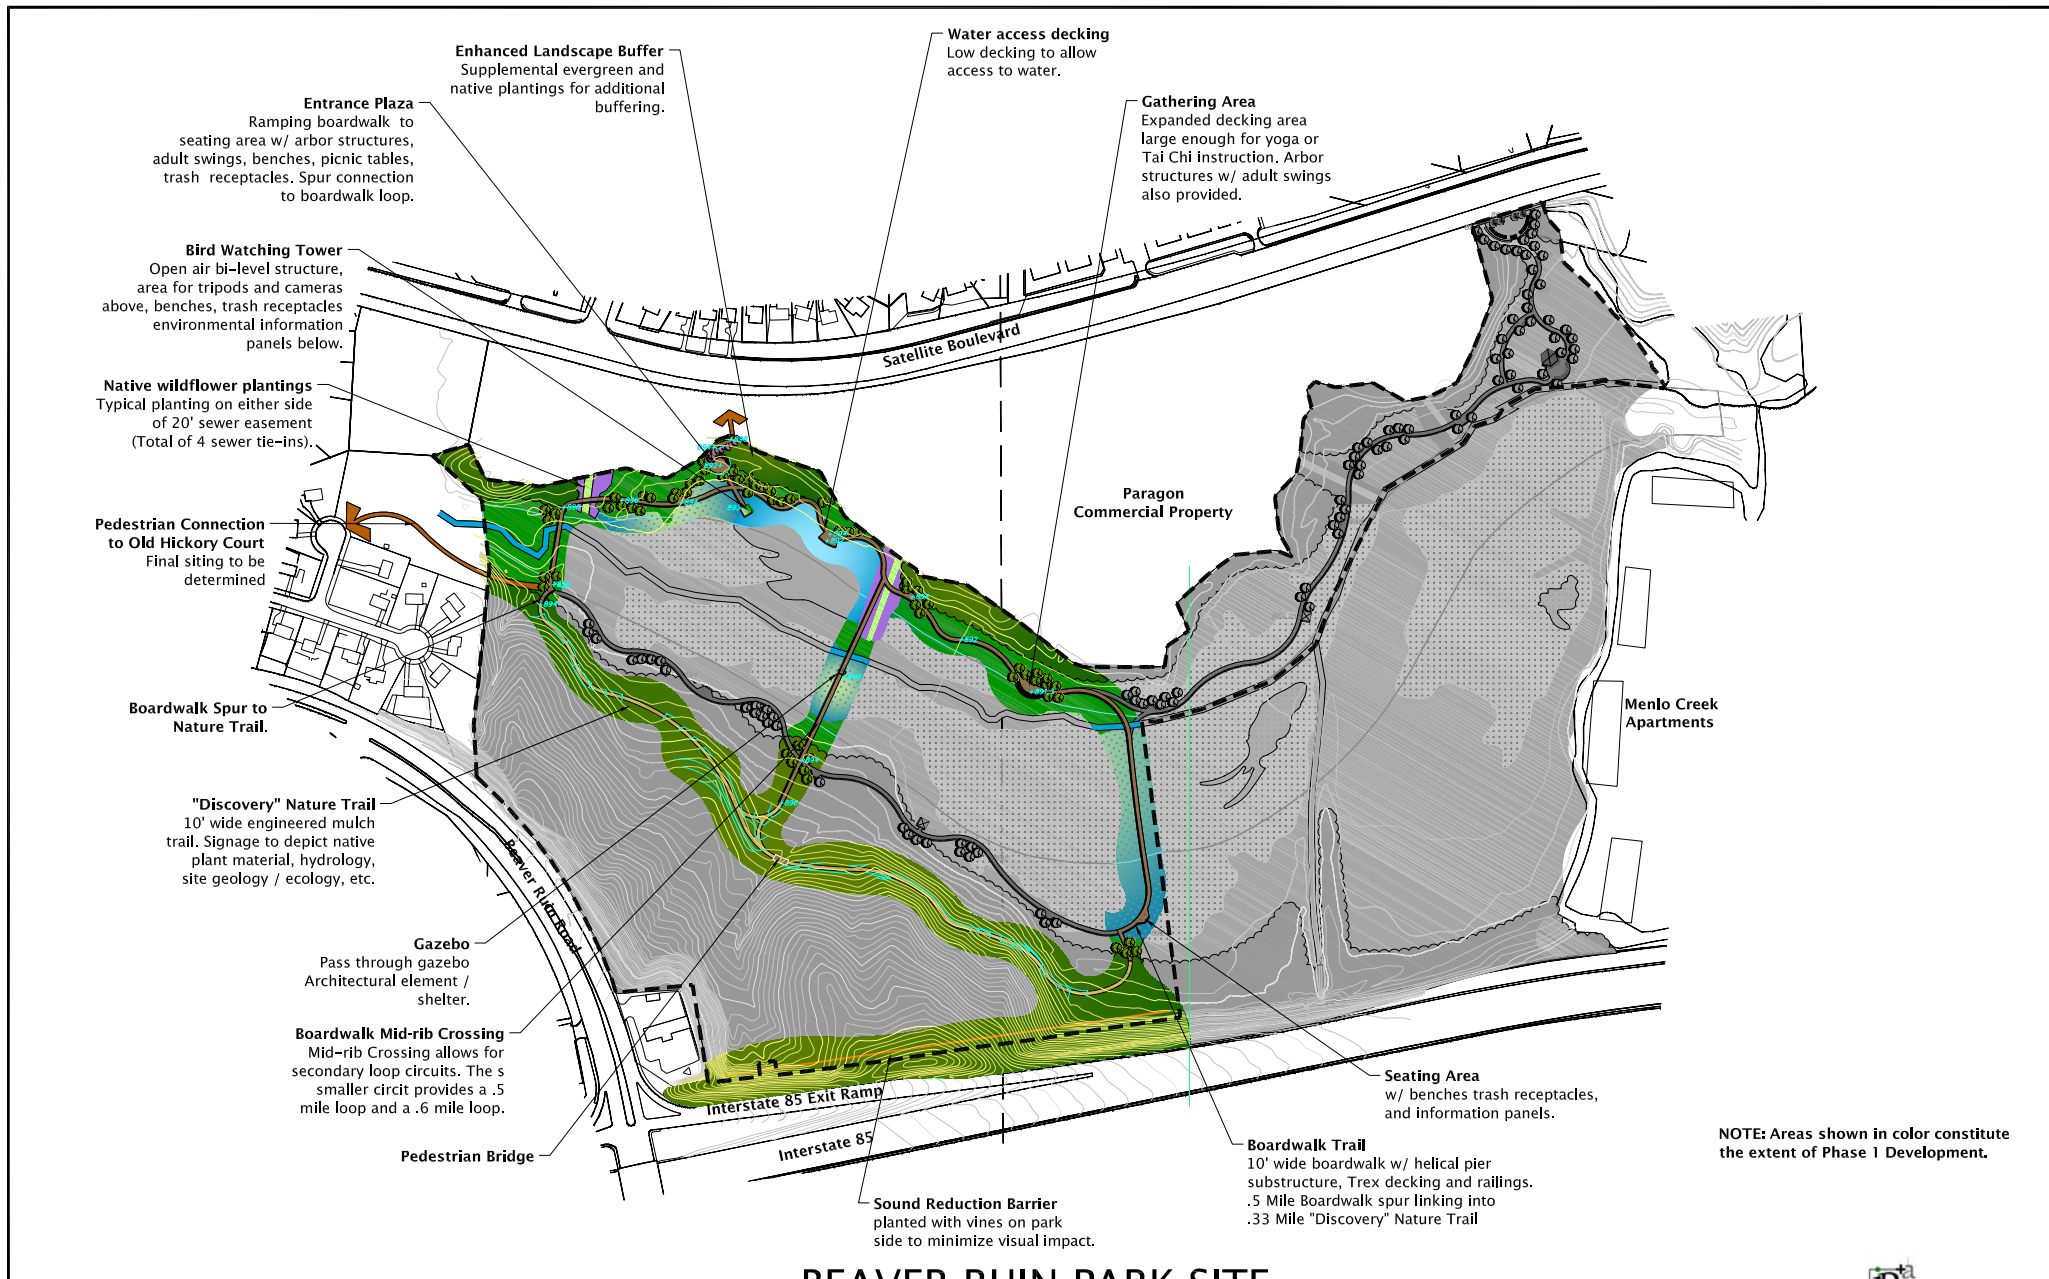 Water access decking
Low decking to allow
access to water.
Enhanced Landscape Buffer
Supplemental evergreen and
native plantings for additional
buffering.
Entrance Plaza
Ramping boardwalk to
seating area w/ arbor structures,
adult swings, benches, picnic tables,
trash receptacles. Spur connection
to boardwalk loop.
Gathering Area
Expanded decking area
large enough for yoga or
Tai Chi instruction. Arbor
structures w/ adult swings
also provided.
Bird Watching Tower
Open air bi-level structure,
area for tripods and cameras
above, benches, trash receptacles
environmental information
panels below.
Satellite Boulevard
Native wildflower plantings
Typical planting on either side
of 20' sewer easement
(Total of 4 sewer tie-ins).
Paragon
Commercial Property
Pedestrian Connection
to Old Hickory Court
Final siting to be
determined
Boardwalk Spur to
Nature Trail.
Menlo Creek
Apartments
"Discovery" Nature Trail
10' wide engineered mulch
trail. Signage to depict native
plant material, hydrology,
site geology / ecology, etc.
Beaver Ruin Road
Gazebo
Pass through gazebo
Architectural element /
shelter.
Boardwalk Mid-rib Crossing
Mid-rib Crossing allows for
secondary loop circuits. The s
smaller circit provides a .5
mile loop and a .6 mile loop.
Pedestrian Bridge
Interstate 85 Exit Ramp
Interstate 85
Seating Area
w/ benches trash receptacles,
and information panels.
Boardwalk Trail
10' wide boardwalk w/ helical pier
substructure, Trex decking and railings.
.5 Mile Boardwalk spur linking into
.33 Mile "Discovery" Nature Trail
Sound Reduction Barrier
planted with vines on park
side to minimize visual impact.
NOTE: Areas shown in color constitute
the extent of Phase 1 Development.
BEAVER RUIN PARK SITE